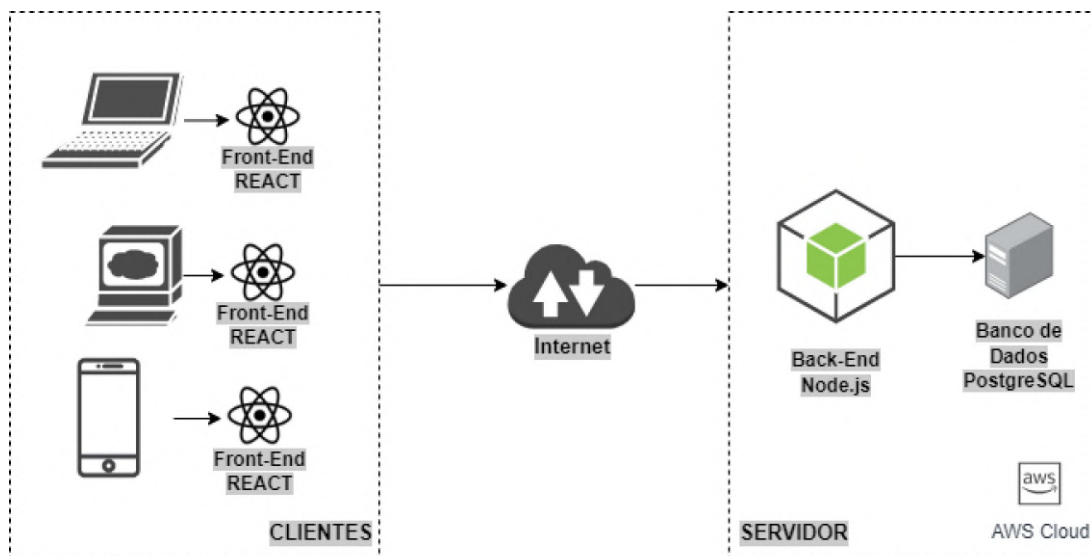 Front-End
REACT
Front-End
REACT
Front-End
REACT
CLIENTES
Internet
Back-End
Node.js
Banco de
Dados
PostgreSQL
SERVIDOR
aws
AWS Cloud